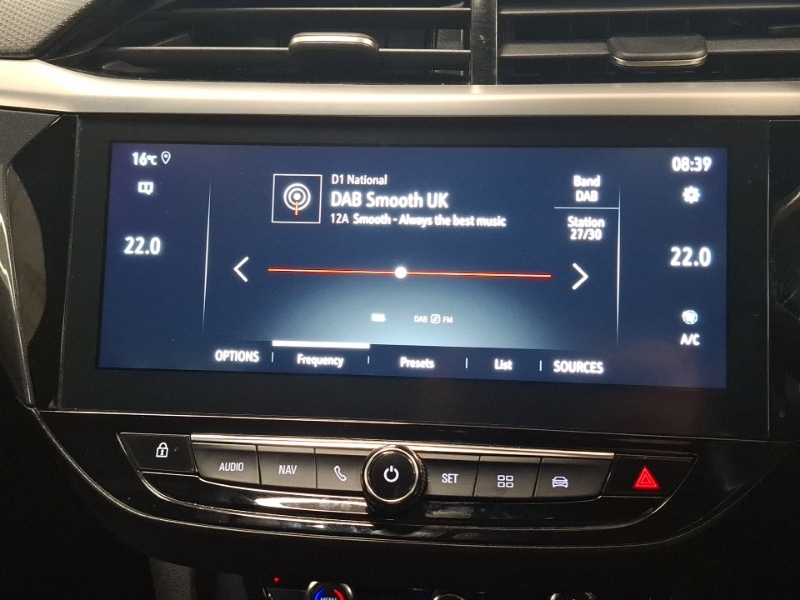 16°C
08:39
D1 National
DAB Smooth UK
12A Smooth - Always the best music
Band
DAB
Station
27/30
22.0
22.0
DAB FM
A/C
OPTIONS
Frequency
Presets
List
SOURCES
AUDIO
NAV
SET
MENU